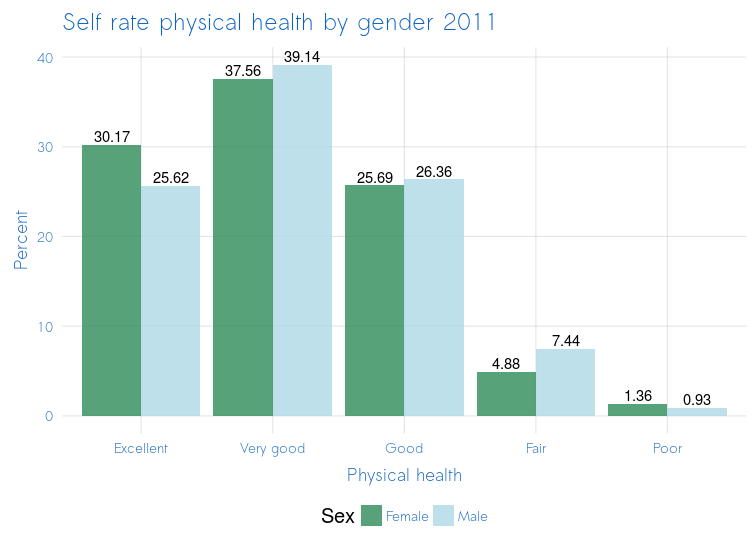 Self rate physical health by gender 2011
40
30
20
10
0
Percent
30.17
25.62
37.56
39.14
25.69
26.36
4.88
7.44
1.36
0.93
Excellent
Very good
Good
Fair
Poor
Physical health
Sex Female Male